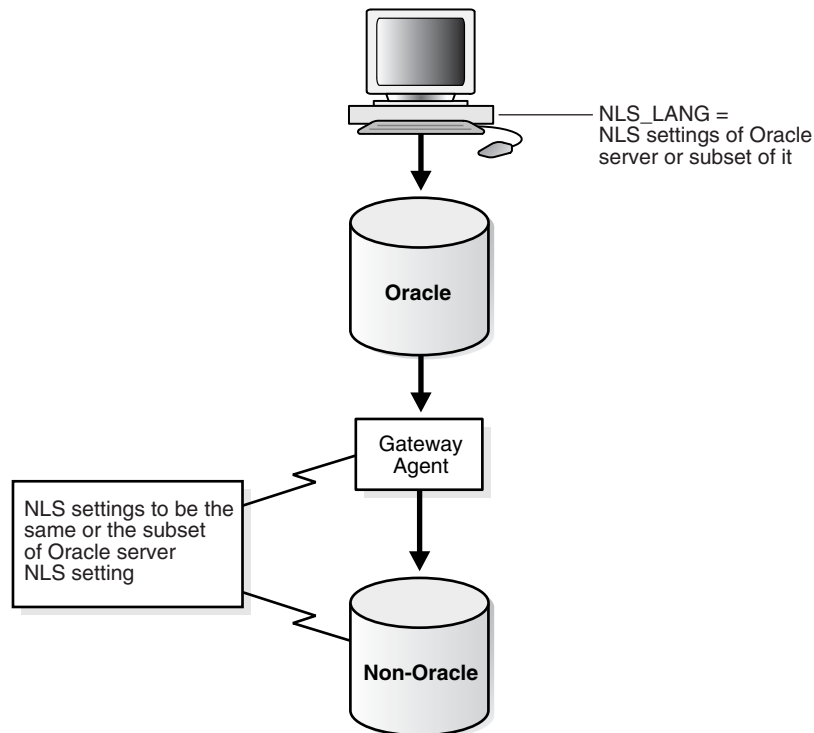 NLS_LANG =
NLS settings of Oracle
server or subset of it
Oracle
Gateway
Agent
NLS settings to be the
same or the subset
of Oracle server
NLS setting
Non-Oracle